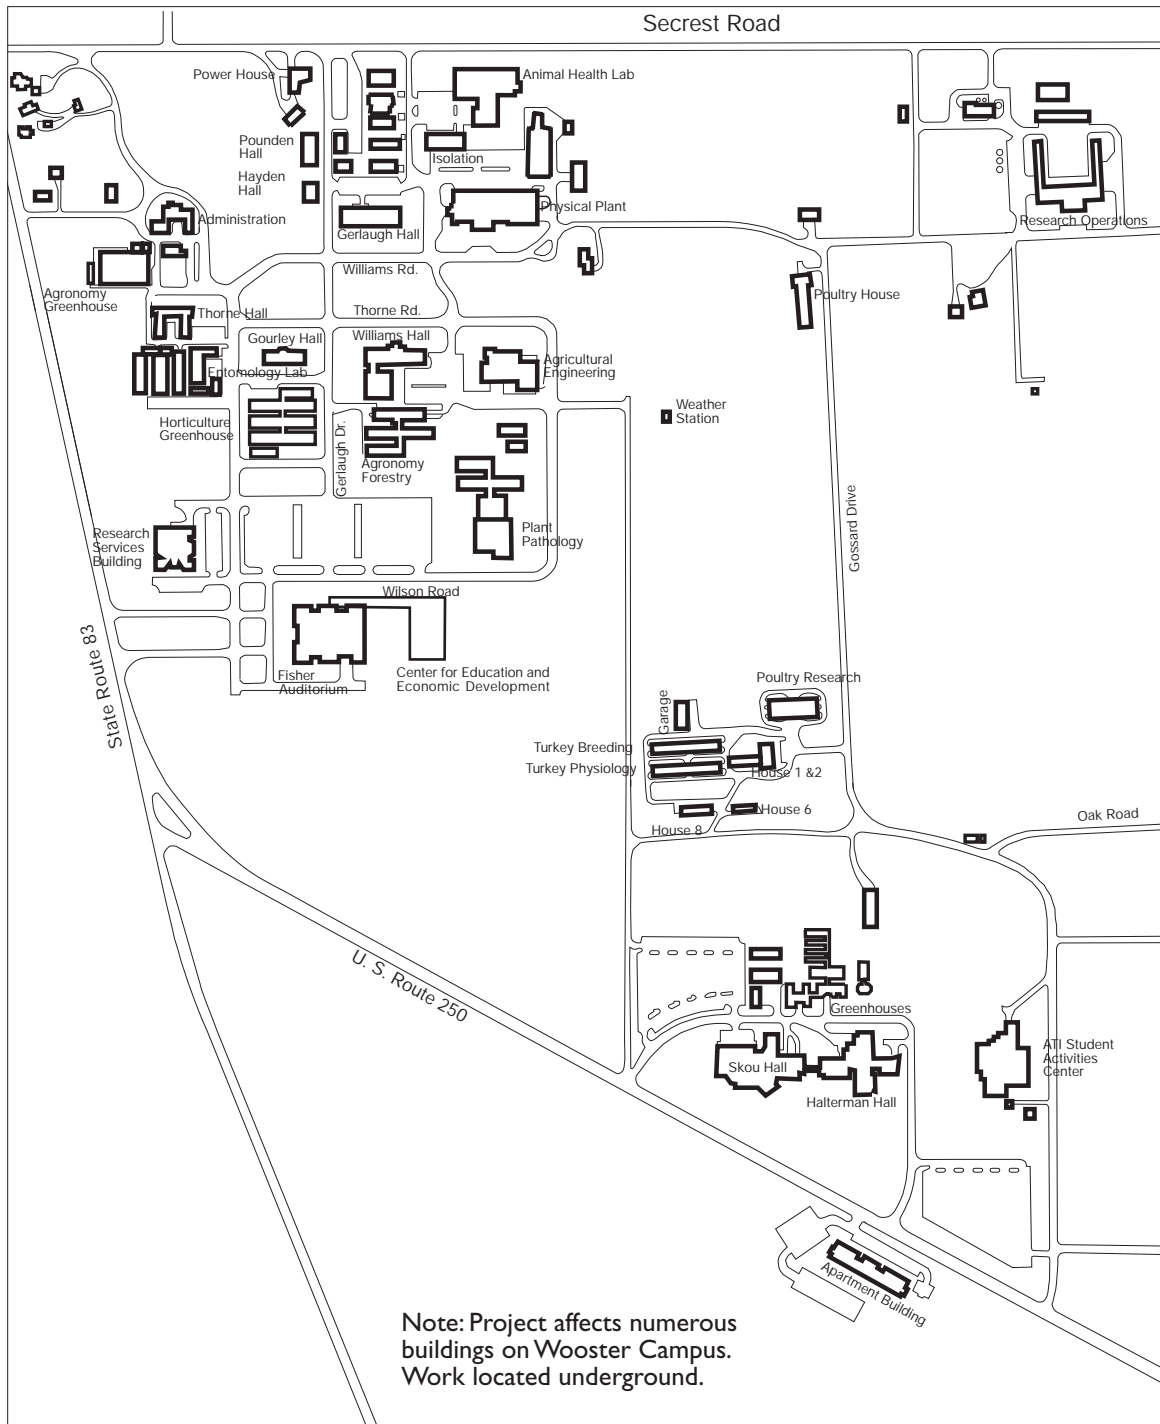 Secrest Road
Power House
Animal Health Lab
Pounden
Hall
Isolation
Hayden
Hall
Administration
Gerlaugh Hall
Physical Plant
Research Operations
Williams Rd.
Agronomy
Greenhouse
Poultry House
Thorne Hall
Thorne Rd.
Gourley Hall
Williams Hall
Entomology Lab
Agricultural
Engineering
Weather
Station
Horticulture
Greenhouse
Gerlaugh Dr.
Agronomy
Forestry
Gossard Drive
Research
Services
Building
Plant
Pathology
Wilson Road
State Route 83
Fisher
Auditorium
Center for Education and
Economic Development
Poultry Research
Garage
Turkey Breeding
Turkey Physiology
House 1 &2
House 6
House 8
Oak Road
U. S. Route 250
Greenhouses
Skou Hall
Halterman Hall
ATI Student
Activities
Center
Apartment Building
Note: Project affects numerous
buildings on Wooster Campus.
Work located underground.